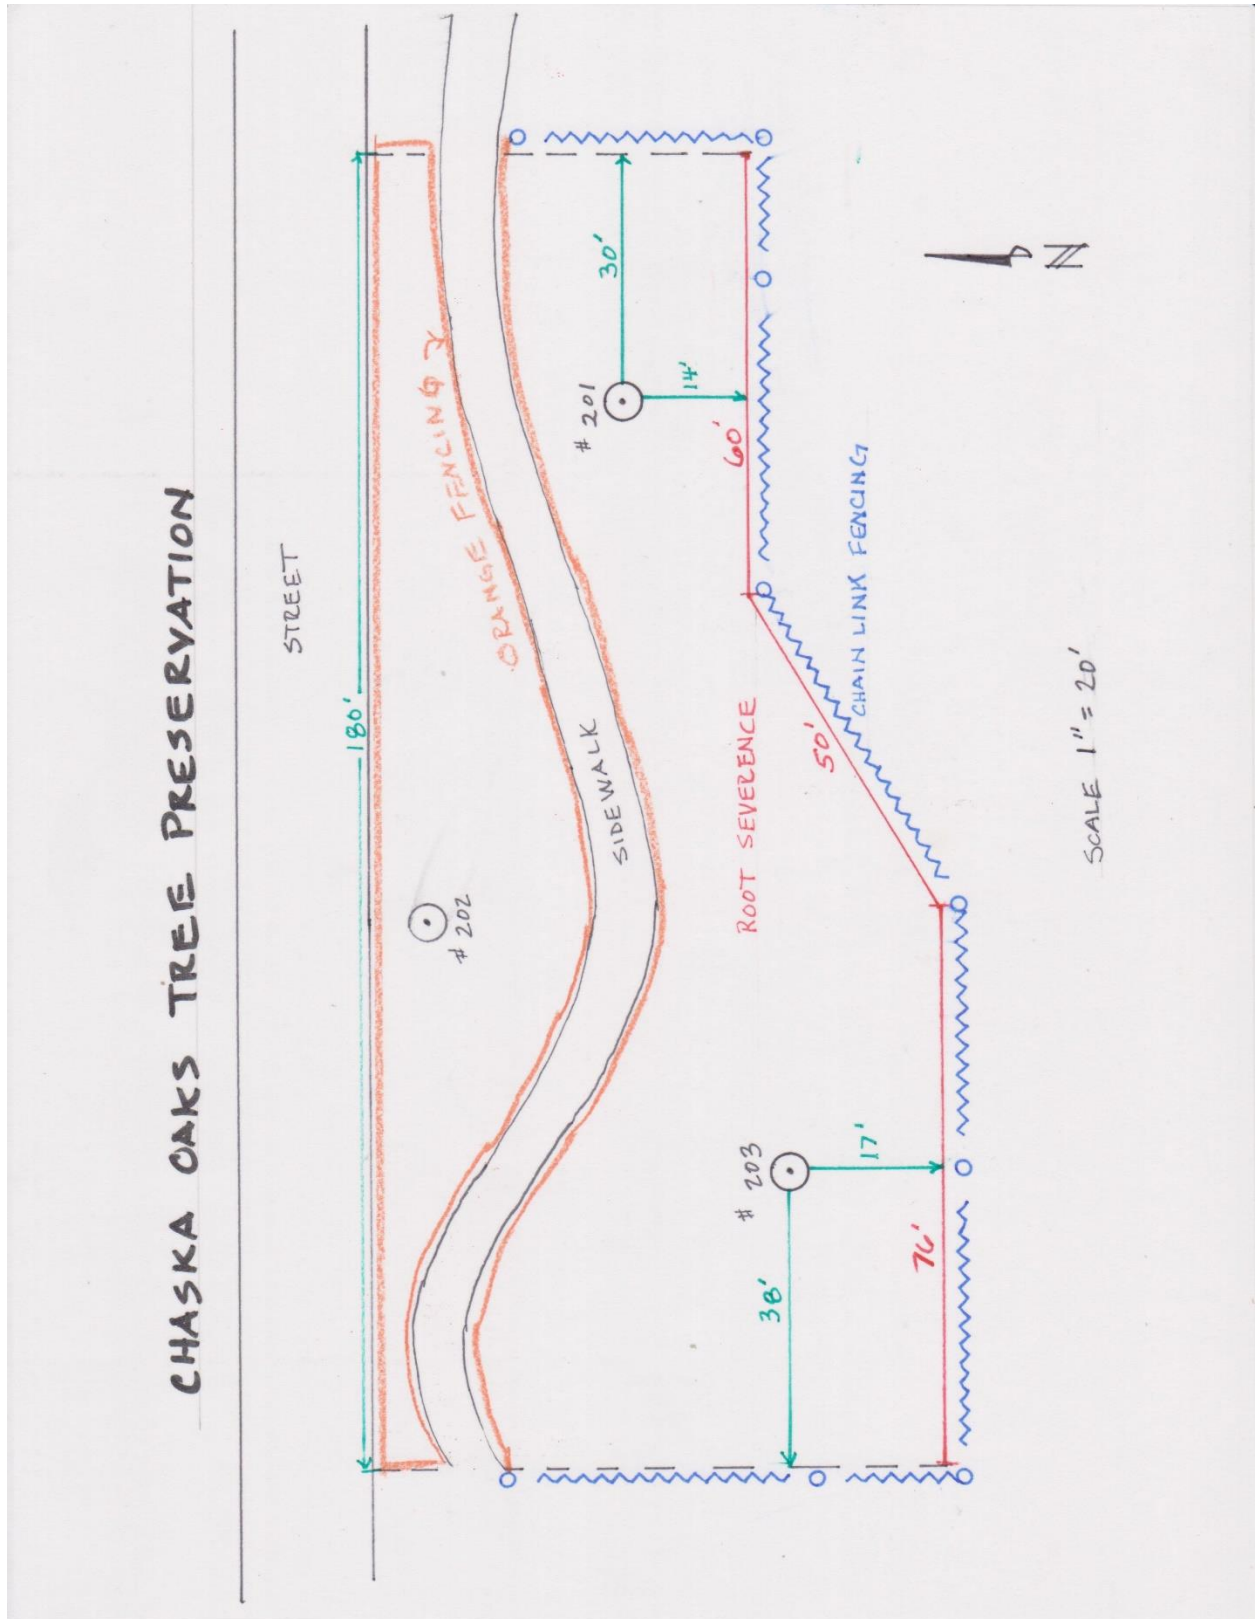 CHASKA OAKS TREE PRESERVATION
STREET
180'
ORANGE FENCING
# 202
SIDEWALK
# 201
30'
14'
60'
ROOT SEVERENCE
50'
CHAIN LINK FENCING
# 203
38'
17'
76'
N
SCALE 1" = 20'